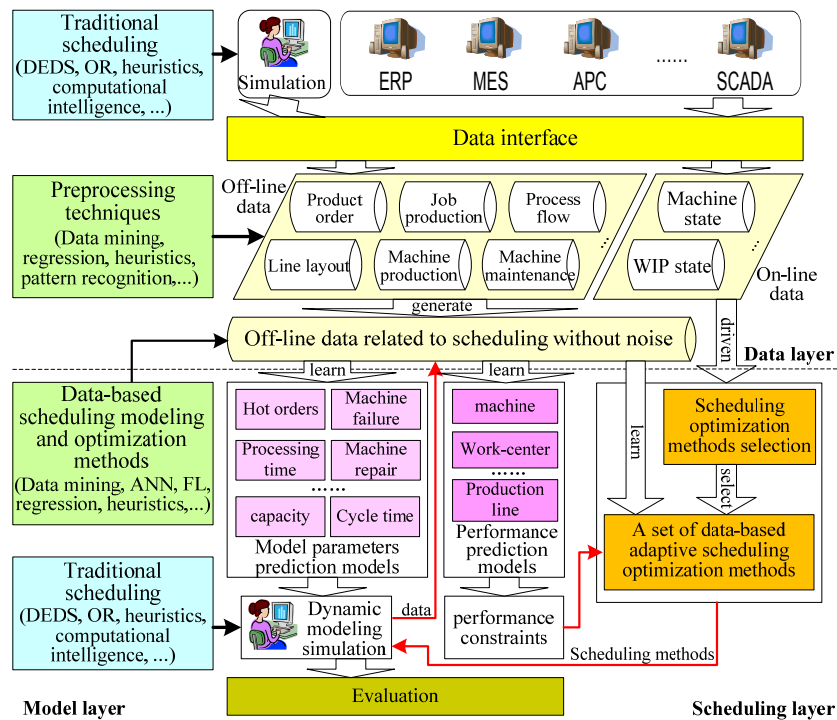 Traditional
scheduling
(DEDS, OR, heuristics,
computational
intelligence, ...)
Simulation
ERP
MES
APC
......
SCADA
Data interface
Preprocessing
techniques
(Data mining,
regression, heuristics,
pattern recognition,...)
Off-line
data
Product
order
Job
production
Process
flow
...
Line layout
Machine
production
Machine
maintenance
Machine
state
WIP state
...
On-line
data
generate
driven
Off-line data related to scheduling without noise
Data layer
learn
learn
learn
Data-based
scheduling modeling
and optimization
methods
(Data mining, ANN, FL,
regression, heuristics,...)
Hot orders
Machine
failure
Processing
time
Machine
repair
......
capacity
Cycle time
Model parameters
prediction models
machine
Work-center
......
Production
line
Performance
prediction
models
Scheduling
optimization
methods selection
select
A set of data-based
adaptive scheduling
optimization methods
Traditional
scheduling
(DEDS, OR, heuristics,
computational
intelligence, ...)
Dynamic
modeling
simulation
data
performance
constraints
Scheduling methods
Evaluation
Model layer
Scheduling layer